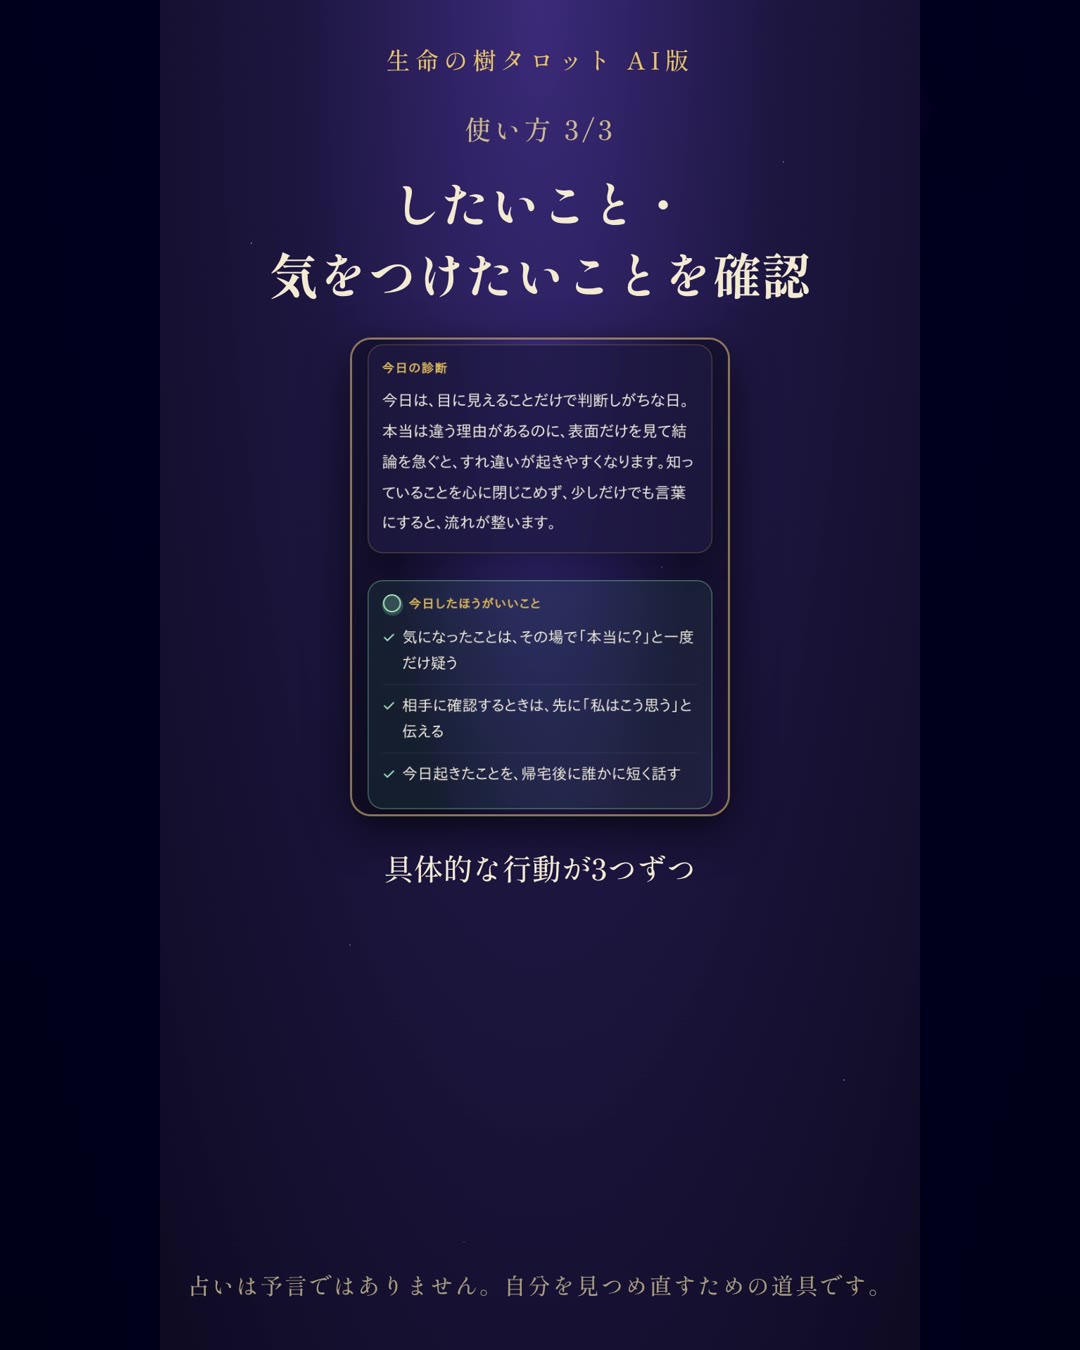 生命の樹タロット AI版
使い方 3/3
したいこと・
気をつけたいことを確認
今日の診断
今日は、目に見えることだけで判断しがちな日。
本当は違う理由があるのに、表面だけを見て結
論を急ぐと、すれ違いが起きやすくなります。知っ
ていることを心に閉じこめず、少しだけでも言葉
にすると、流れが整います。
今日したほうがいいこと
気になったことは、その場で「本当に？」と一度
だけ疑う
相手に確認するときは、先に「私はこう思う」と
伝える
今日起きたことを、帰宅後に誰かに短く話す
具体的な行動が3つずつ
占いは予言ではありません。自分を見つめ直すための道具です。